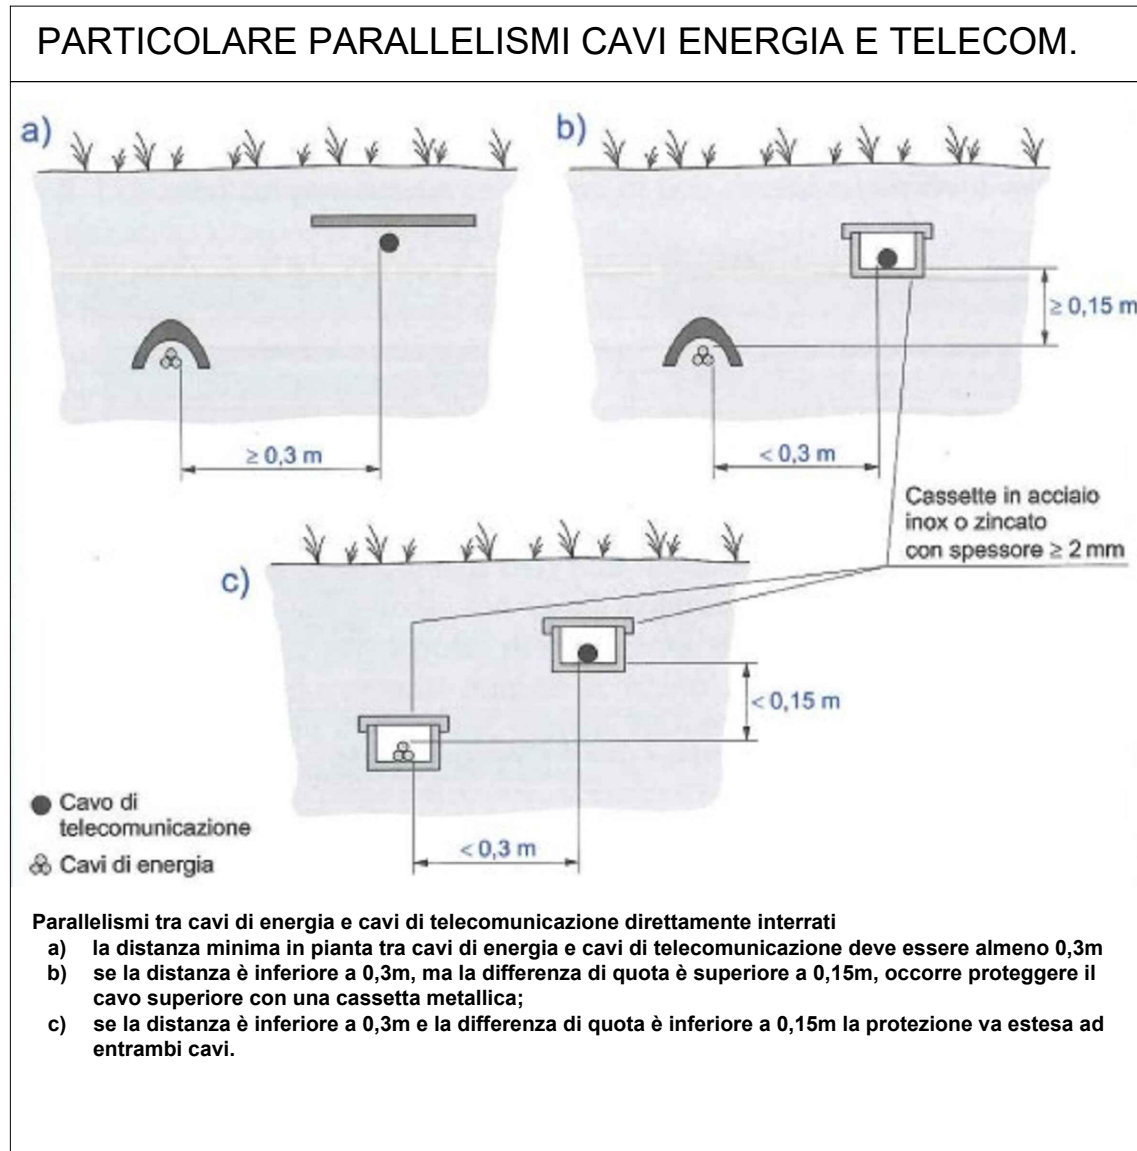 PARTICOLARE PARALLELISMI CAVI ENERGIA E TELECOM.
a)
b)
≥ 0,15 m
≥ 0,3 m
< 0,3 m
Cassette in acciaio
inox o zincato
con spessore ≥ 2 mm
c)
< 0,15 m
Cavo di
telecomunicazione
Cavi di energia
< 0,3 m
Parallelismi tra cavi di energia e cavi di telecomunicazione direttamente interrati
a) la distanza minima in pianta tra cavi di energia e cavi di telecomunicazione deve essere almeno 0,3m
b) se la distanza è inferiore a 0,3m, ma la differenza di quota è superiore a 0,15m, occorre proteggere il
cavo superiore con una cassetta metallica;
c) se la distanza è inferiore a 0,3m e la differenza di quota è inferiore a 0,15m la protezione va estesa ad
entrambi cavi.